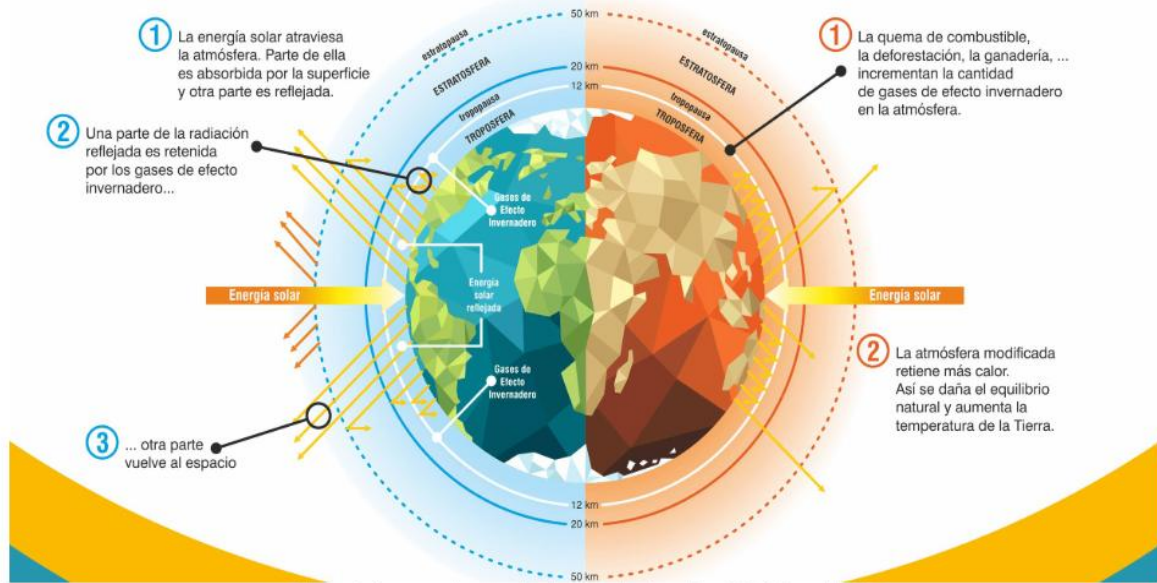 50 km
estratopausa
ESTRATOSFERA
20 km
12 km
tropopausa
TROPOSFERA
estratopausa
ESTRATOSFERA
tropopausa
TROPOSFERA
1
La energía solar atraviesa
la atmósfera. Parte de ella
es absorbida por la superficie
y otra parte es reflejada.
2
Una parte de la radiación
reflejada es retenida
por los gases de efecto
invernadero...
Gases de
Efecto
Invernadero
Energía solar
Energía
solar
reflejada
Gases de
Efecto
Invernadero
3
... otra parte
vuelve al espacio
1
La quema de combustible,
la deforestación, la ganadería, ...
incrementan la cantidad
de gases de efecto invernadero
en la atmósfera.
Energía solar
2
La atmósfera modificada
retiene más calor.
Así se daña el equilibrio
natural y aumenta la
temperatura de la Tierra.
12 km
20 km
50 km